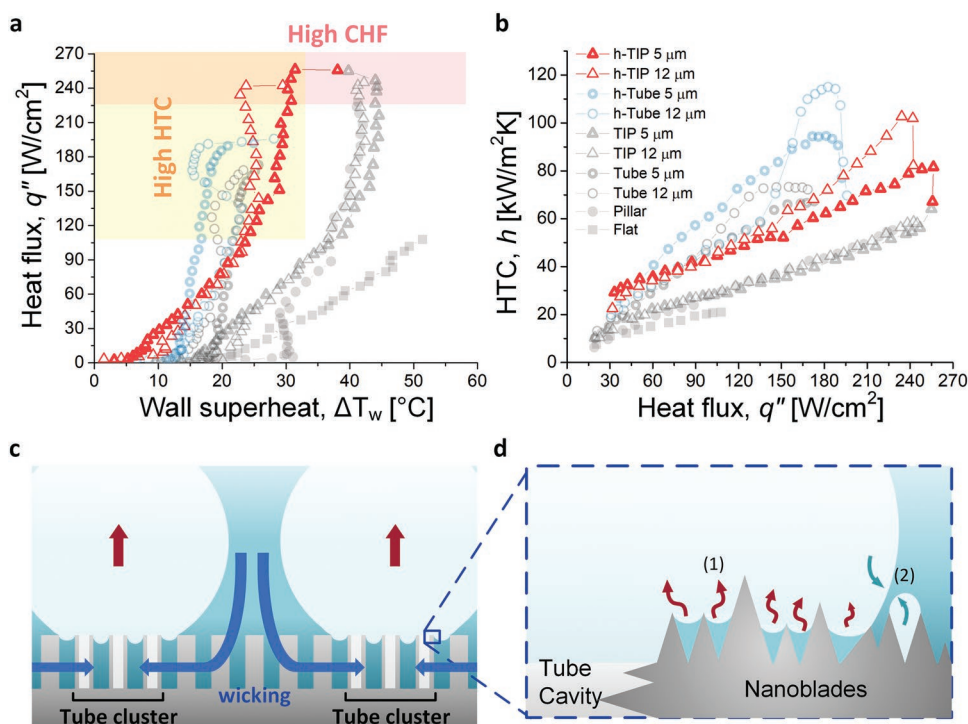 a
High CHF
High HTC
270
240
210
180
150
120
90
60
30
0
Heat flux, q″ [W/cm²]
0 10 20 30 40 50 60
Wall superheat, ΔT_w [°C]
b
h-TIP 5 μm
h-TIP 12 μm
h-Tube 5 μm
h-Tube 12 μm
TIP 5 μm
TIP 12 μm
Tube 5 μm
Tube 12 μm
Pillar
Flat
120
100
80
60
40
20
0
HTC, h [kW/m²K]
0 30 60 90 120 150 180 210 240 270
Heat flux, q″ [W/cm²]
c
wicking
Tube cluster
Tube cluster
d
(1)
(2)
Tube
Cavity
Nanoblades